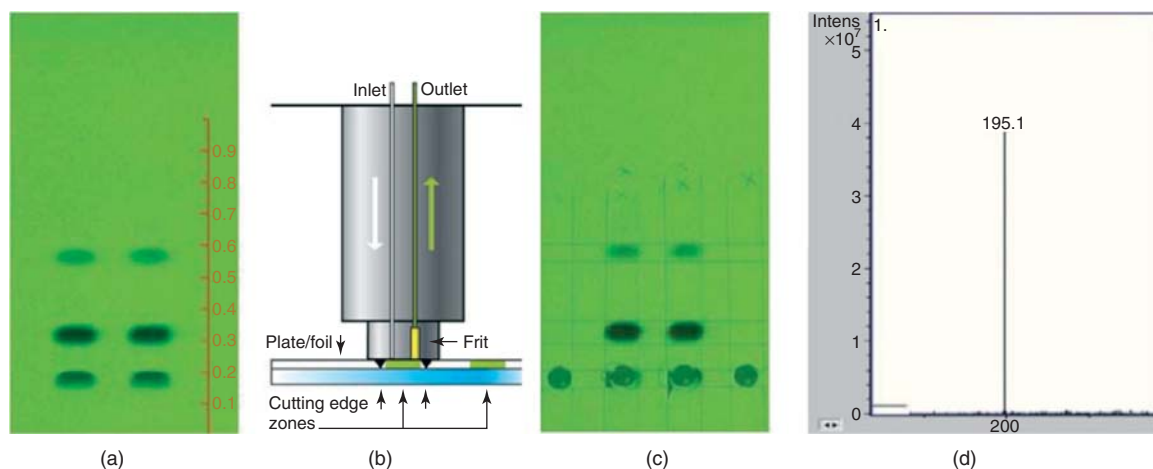 0.9
0.8
0.7
0.6
0.5
0.4
0.3
0.2
0.1
(a)
Inlet
Outlet
Plate/foil
Frit
Cutting edge
zones
(b)
(c)
Intens
×10⁷
1.
5
4
3
2
1
0
195.1
200
(d)